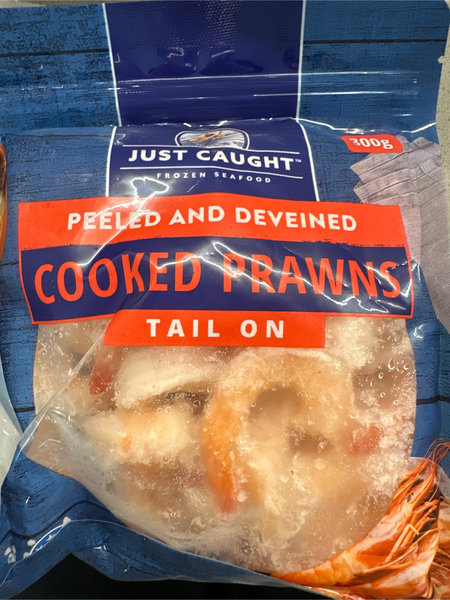 JUST CAUGHT™
FROZEN SEAFOOD
300g
PEELED AND DEVEINED
COOKED PRAWNS
TAIL ON